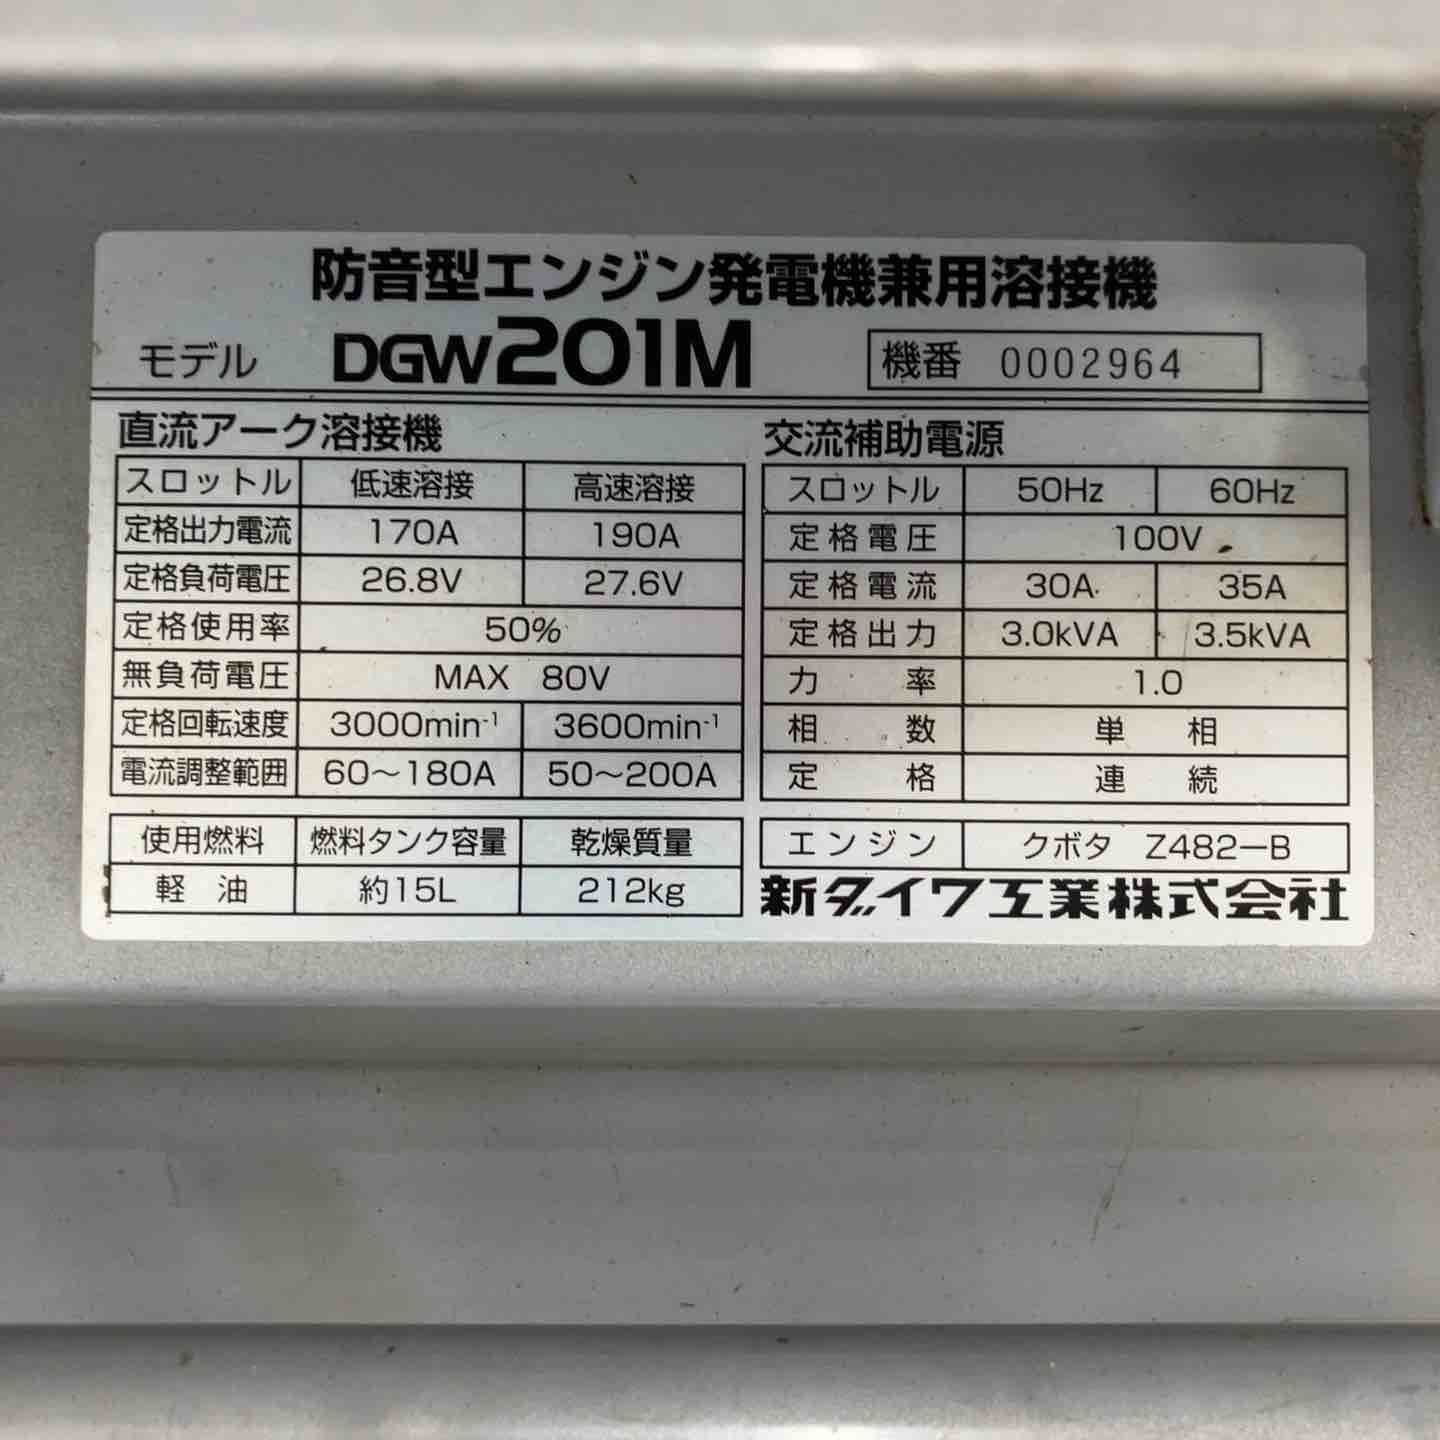 防音型エンジン発電機兼用溶接機
モデル DGW201M 機番 0002964
直流アーク溶接機
スロットル 低速溶接 高速溶接
定格出力電流 170A 190A
定格負荷電圧 26.8V 27.6V
定格使用率 50%
無負荷電圧 MAX 80V
定格回転速度 3000min⁻¹ 3600min⁻¹
電流調整範囲 60～180A 50～200A
使用燃料 燃料タンク容量 乾燥質量
軽油 約15L 212kg
交流補助電源
スロットル 50Hz 60Hz
定格電圧 100V
定格電流 30A 35A
定格出力 3.0kVA 3.5kVA
力率 1.0
相数 単相
定格 連続
エンジン クボタ Z482-B
新ダイワ工業株式会社